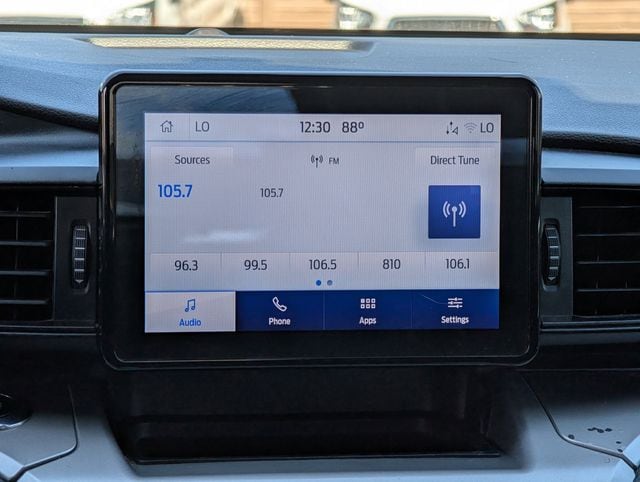 LO 12:30 88° LO
Sources FM Direct Tune
105.7 105.7
96.3 99.5 106.5 810 106.1
Audio Phone Apps Settings